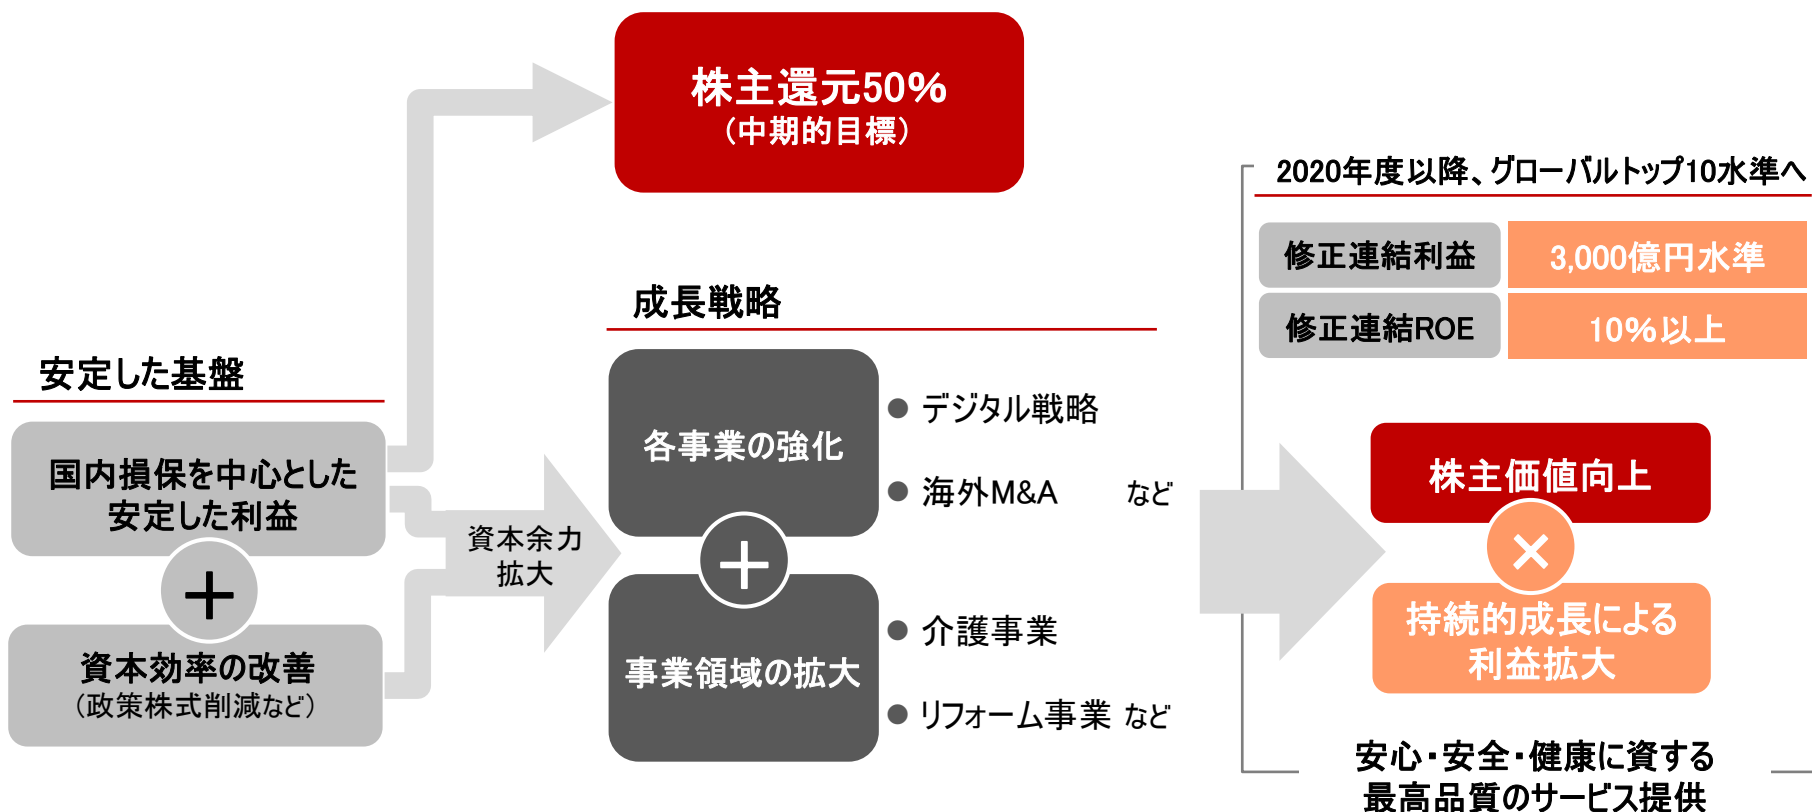 株主還元50%
（中期的目標）
2020年度以降、グローバルトップ10水準へ
修正連結利益
3,000億円水準
修正連結ROE
10%以上
成長戦略
安定した基盤
国内損保を中心とした
安定した利益
+
資本効率の改善
（政策株式削減など）
資本余力
拡大
各事業の強化
● デジタル戦略
● 海外M&A など
+
事業領域の拡大
● 介護事業
● リフォーム事業 など
株主価値向上
×
持続的成長による
利益拡大
安心・安全・健康に資する
最高品質のサービス提供